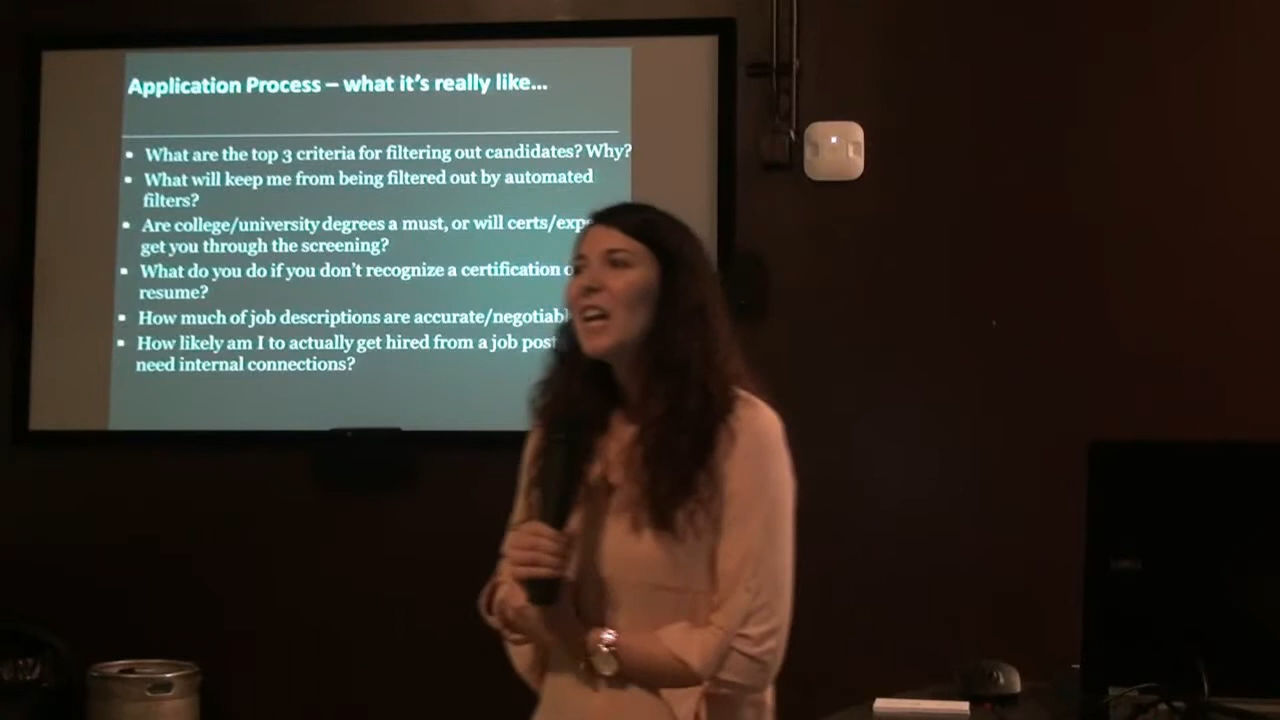 Application Process – what it's really like...
What are the top 3 criteria for filtering out candidates? Why?
What will keep me from being filtered out by automated
filters?
Are college/university degrees a must, or will certs/exp
get you through the screening?
What do you do if you don't recognize a certification o
resume?
How much of job descriptions are accurate/negotiabl
How likely am I to actually get hired from a job post
need internal connections?